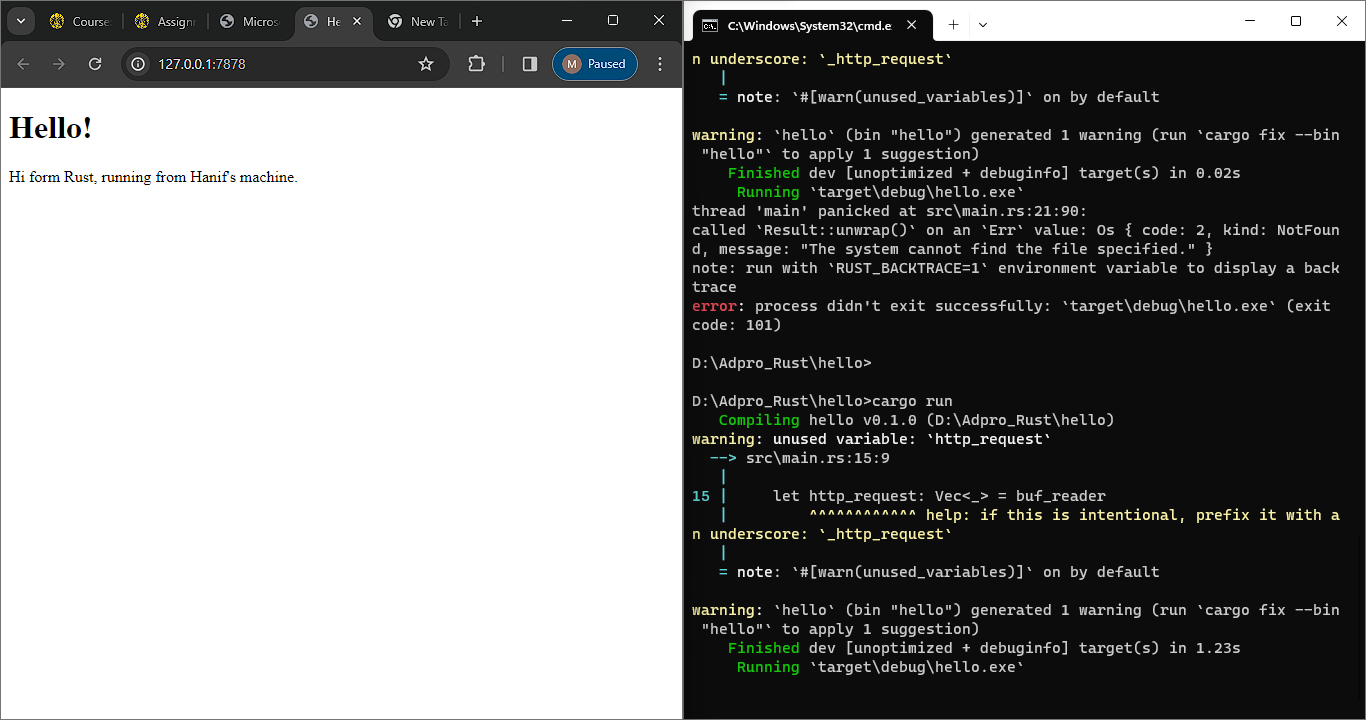 Course
Assignr
Micros
He
New Ta
127.0.0.1:7878
M Paused
Hello!
Hi form Rust, running from Hanif's machine.
C:\Windows\System32\cmd.e
n underscore: `_http_request`
|
= note: `#[warn(unused_variables)]` on by default
warning: `hello` (bin "hello") generated 1 warning (run `cargo fix --bin
"hello"` to apply 1 suggestion)
Finished dev [unoptimized + debuginfo] target(s) in 0.02s
Running `target\debug\hello.exe`
thread 'main' panicked at src\main.rs:21:90:
called `Result::unwrap()` on an `Err` value: Os { code: 2, kind: NotFoun
d, message: "The system cannot find the file specified." }
note: run with `RUST_BACKTRACE=1` environment variable to display a back
trace
error: process didn't exit successfully: `target\debug\hello.exe` (exit
code: 101)
D:\Adpro_Rust\hello>
D:\Adpro_Rust\hello>cargo run
Compiling hello v0.1.0 (D:\Adpro_Rust\hello)
warning: unused variable: `http_request`
--> src\main.rs:15:9
|
15 | let http_request: Vec<_> = buf_reader
| ^^^^^^^^^^^^ help: if this is intentional, prefix it with a
n underscore: `_http_request`
|
= note: `#[warn(unused_variables)]` on by default
warning: `hello` (bin "hello") generated 1 warning (run `cargo fix --bin
"hello"` to apply 1 suggestion)
Finished dev [unoptimized + debuginfo] target(s) in 1.23s
Running `target\debug\hello.exe`